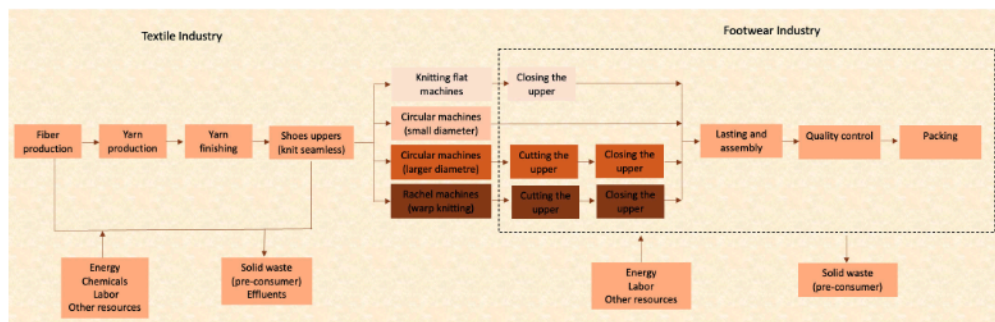 Textile Industry
Footwear Industry
Knitting flat
machines
Closing the
upper
Circular machines
(small diameter)
Fiber
production
Yarn
production
Yarn
finishing
Shoes uppers
(knit seamless)
Lasting and
assembly
Quality control
Packing
Circular machines
(larger diametre)
Cutting the
upper
Closing the
upper
Rachel machines
(warp knitting)
Cutting the
upper
Closing the
upper
Energy
Chemicals
Labor
Other resources
Solid waste
(pre-consumer)
Effluents
Energy
Labor
Other resources
Solid waste
(pre-consumer)